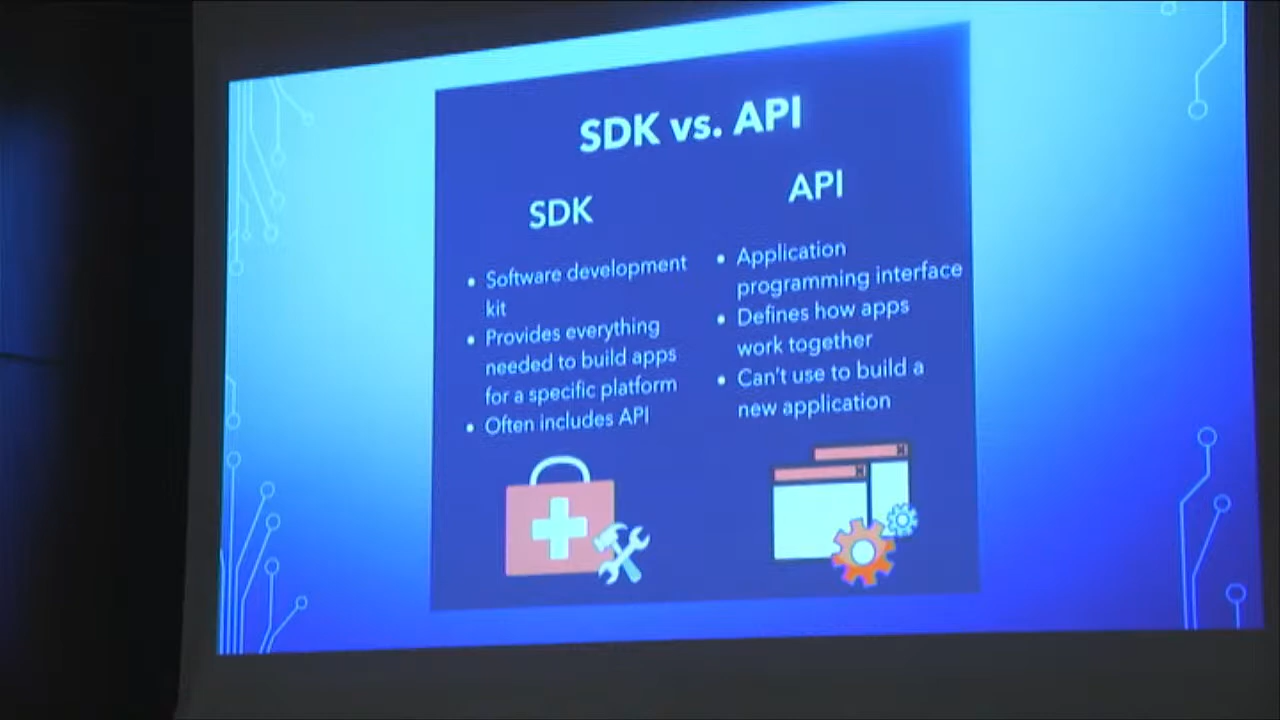 SDK vs. API
SDK
• Software development
kit
• Provides everything
needed to build apps
for a specific platform
• Often includes API
API
• Application
programming interface
• Defines how apps
work together
• Can't use to build a
new application